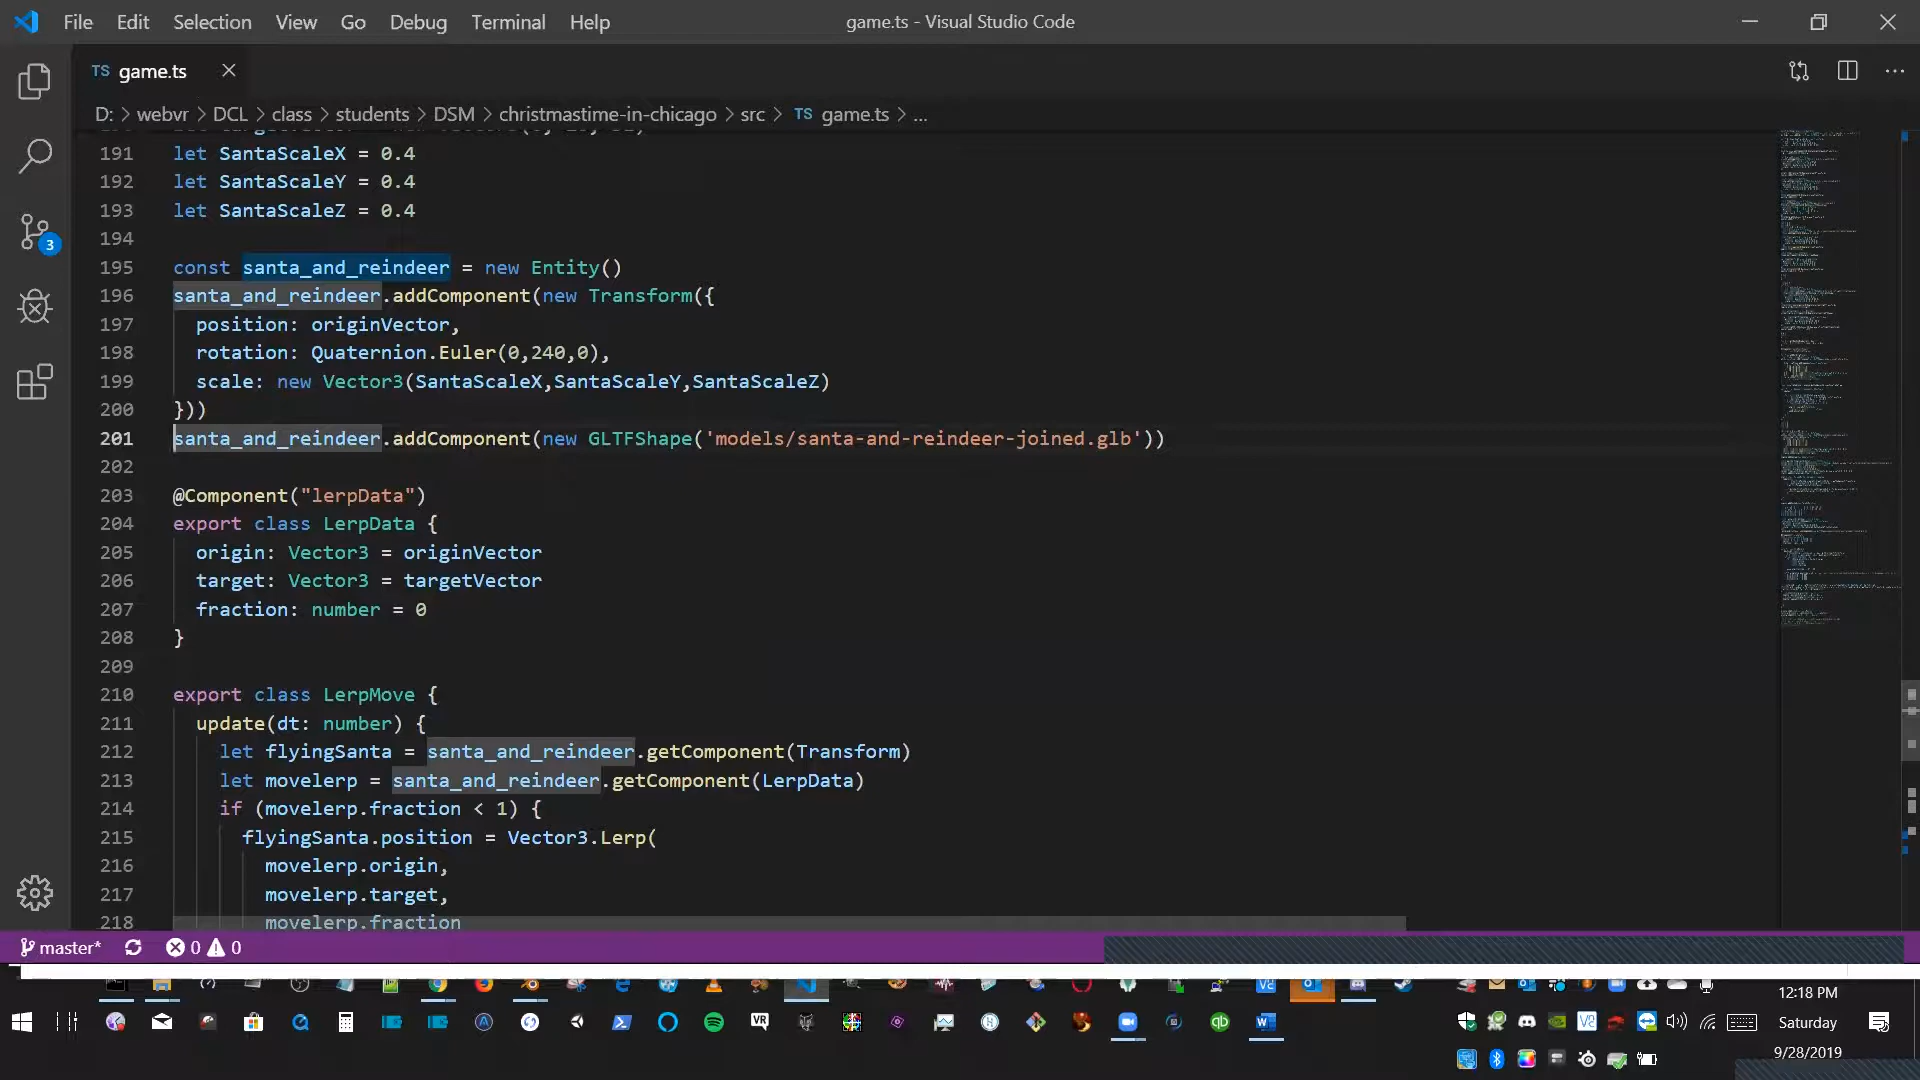 File Edit Selection View Go Debug Terminal Help
game.ts - Visual Studio Code
TS game.ts
D: > webvr > DCL > class > students > DSM > christmastime-in-chicago > src > TS game.ts > ...
191 let SantaScaleX = 0.4
192 let SantaScaleY = 0.4
193 let SantaScaleZ = 0.4
194
195 const santa_and_reindeer = new Entity()
196 santa_and_reindeer.addComponent(new Transform({
197 position: originVector,
198 rotation: Quaternion.Euler(0,240,0),
199 scale: new Vector3(SantaScaleX,SantaScaleY,SantaScaleZ)
200 }))
201 santa_and_reindeer.addComponent(new GLTFShape('models/santa-and-reindeer-joined.glb'))
202
203 @Component("lerpData")
204 export class LerpData {
205 origin: Vector3 = originVector
206 target: Vector3 = targetVector
207 fraction: number = 0
208 }
209
210 export class LerpMove {
211 update(dt: number) {
212 let flyingSanta = santa_and_reindeer.getComponent(Transform)
213 let movelerp = santa_and_reindeer.getComponent(LerpData)
214 if (movelerp.fraction < 1) {
215 flyingSanta.position = Vector3.Lerp(
216 movelerp.origin,
217 movelerp.target,
218 movelerp.fraction
3
master* 0 0
12:18 PM
Saturday
9/28/2019